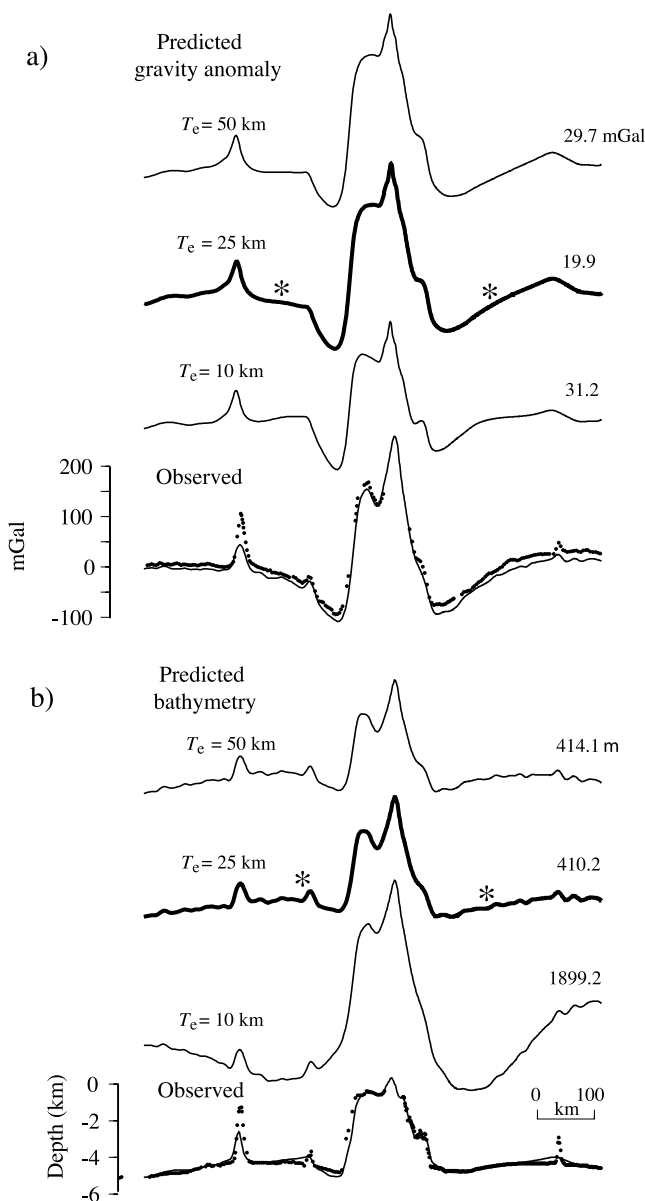 a)
Predicted
gravity anomaly
Te = 50 km
29.7 mGal
Te = 25 km
19.9
*
*
Te = 10 km
31.2
Observed
200
100
0
-100
mGal
b)
Predicted
bathymetry
Te = 50 km
414.1 m
Te = 25 km
410.2
*
*
Te = 10 km
1899.2
Observed
0
-2
-4
-6
Depth (km)
0 100
km